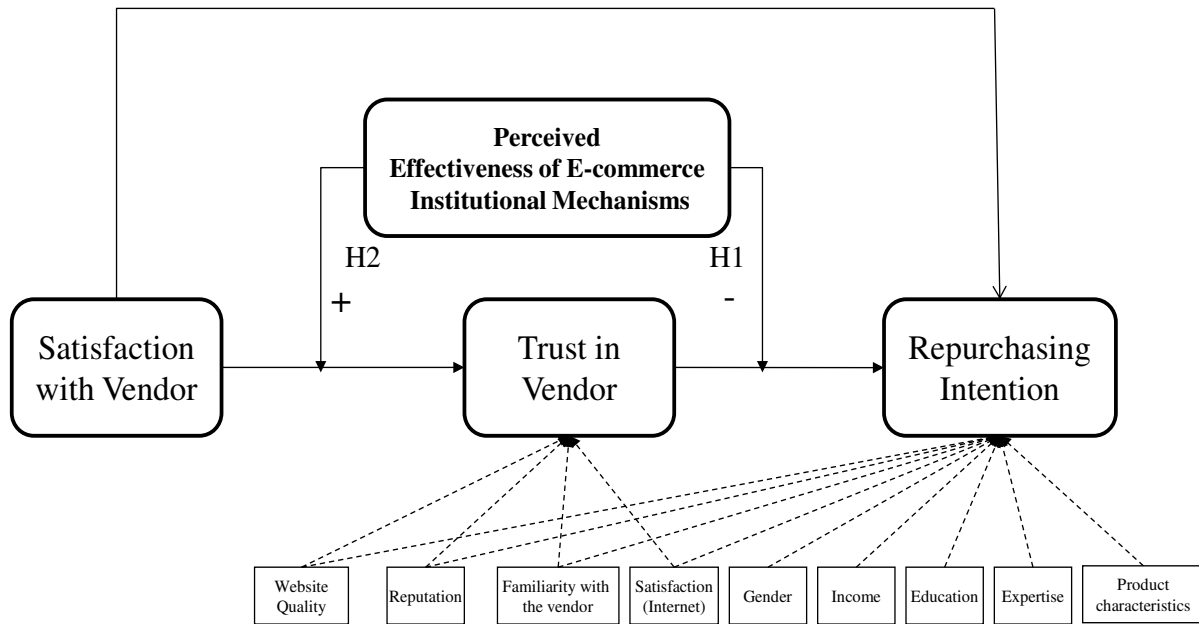 Perceived
Effectiveness of E-commerce
Institutional Mechanisms
H2
H1
+
-
Satisfaction
with Vendor
Trust in
Vendor
Repurchasing
Intention
Website
Quality
Reputation
Familiarity with
the vendor
Satisfaction
(Internet)
Gender
Income
Education
Expertise
Product
characteristics